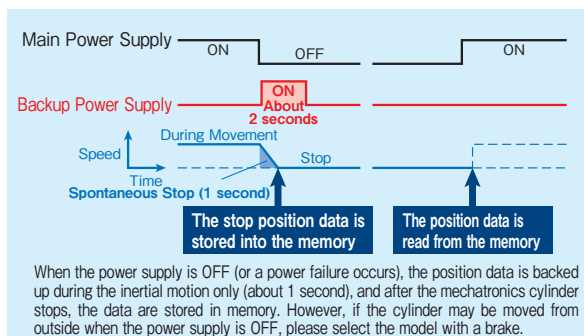 Main Power Supply
ON
OFF
ON
Backup Power Supply
ON
About
2 seconds
During Movement
Speed
Stop
Time
Spontaneous Stop (1 second)
The stop position data is
stored into the memory
The position data is
read from the memory
When the power supply is OFF (or a power failure occurs), the position data is backed
up during the inertial motion only (about 1 second), and after the mechatronics cylinder
stops, the data are stored in memory. However, if the cylinder may be moved from
outside when the power supply is OFF, please select the model with a brake.